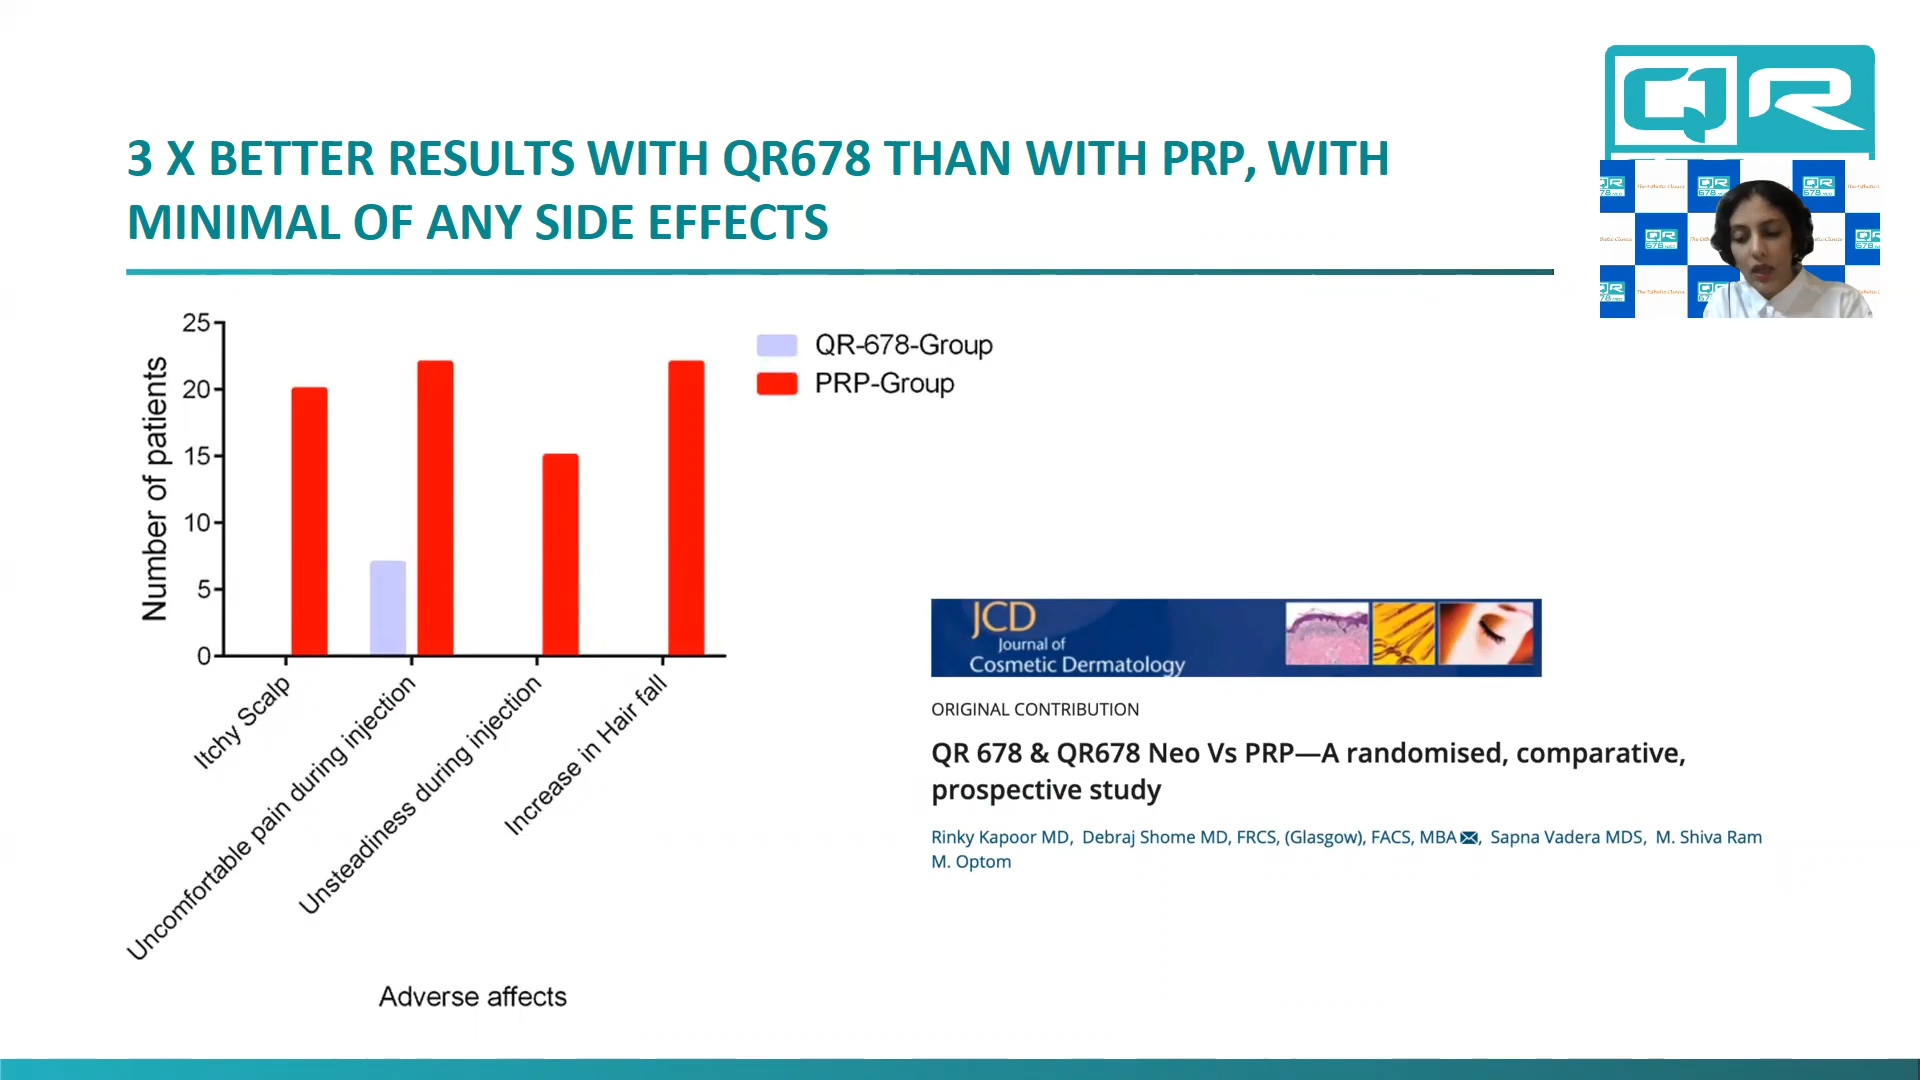 3 X BETTER RESULTS WITH QR678 THAN WITH PRP, WITH
MINIMAL OF ANY SIDE EFFECTS
QR
25
20
15
10
5
0
Number of patients
QR-678-Group
PRP-Group
Itchy Scalp
Uncomfortable pain during injection
Unsteadiness during injection
Increase in Hair fall
Adverse affects
JCD
Journal of
Cosmetic Dermatology
ORIGINAL CONTRIBUTION
QR 678 & QR678 Neo Vs PRP—A randomised, comparative,
prospective study
Rinky Kapoor MD, Debraj Shome MD, FRCS, (Glasgow), FACS, MBA, Sapna Vadera MDS, M. Shiva Ram
M. Optom